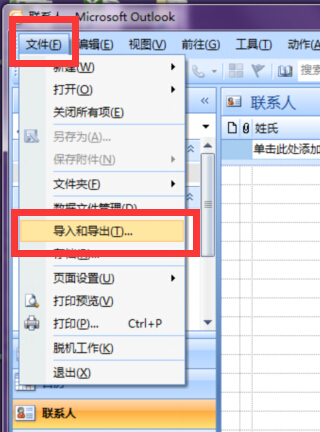 联系人 - Microsoft Outlook
文件(F) 编辑(E) 视图(V) 前往(G) 工具(T) 动作(A
新建(W)
打开(O)
关闭所有项(E)
另存为(A)...
保存附件(N)
文件夹(F)
数据文件管理(D)...
导入和导出(T)...
页面设置(U)
打印预览(V)
打印(P)... Ctrl+P
脱机工作(K)
退出(X)
搜索
联系人
姓氏
单击此处添加
联系人